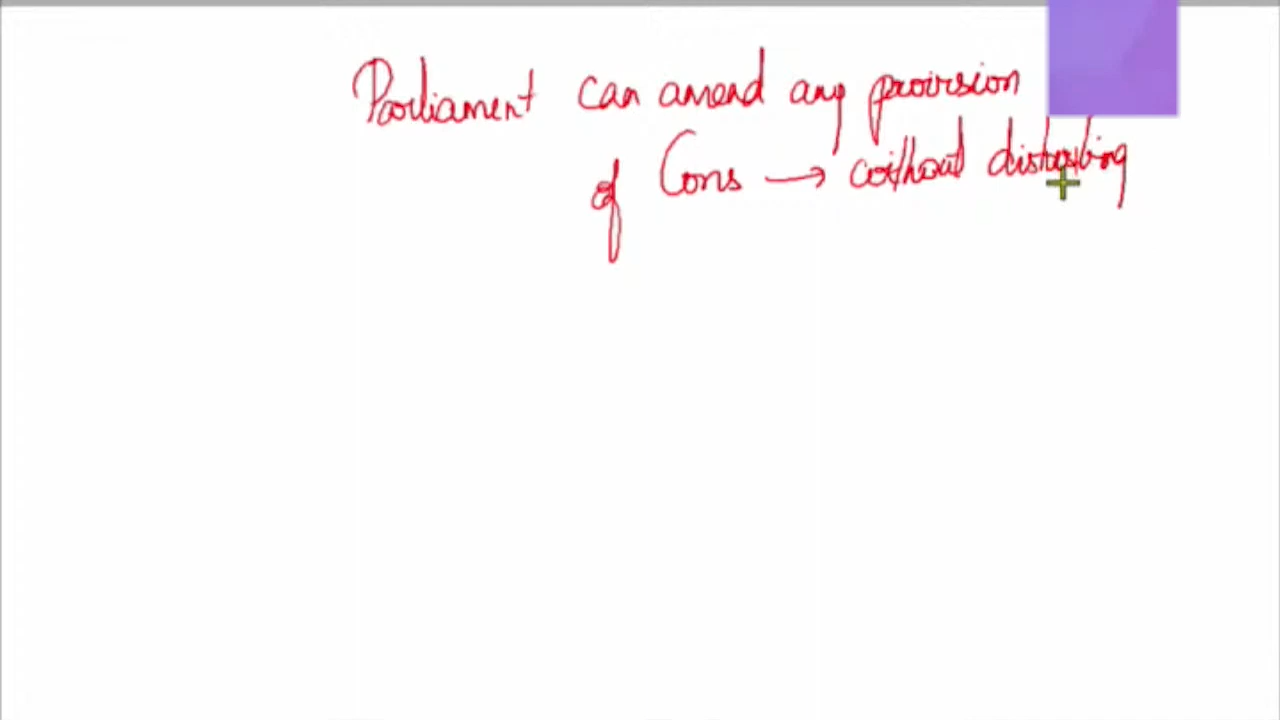 Parliament can amend any provision
of Cons → without disturbing